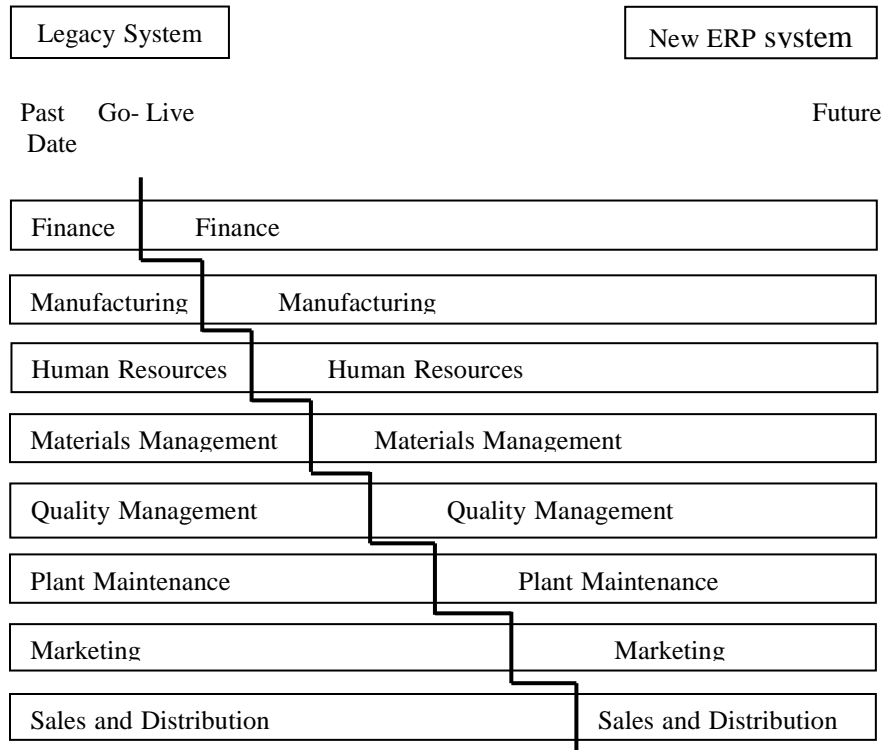 Legacy System New ERP system
Past Go- Live Future
Date
Finance Finance
Manufacturing Manufacturing
Human Resources Human Resources
Materials Management Materials Management
Quality Management Quality Management
Plant Maintenance Plant Maintenance
Marketing Marketing
Sales and Distribution Sales and Distribution